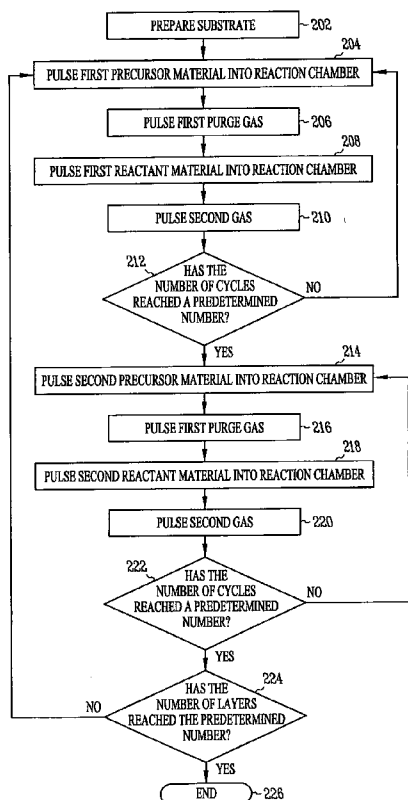 PREPARE SUBSTRATE
202
204
PULSE FIRST PRECURSOR MATERIAL INTO REACTION CHAMBER
PULSE FIRST PURGE GAS
206
208
PULSE FIRST REACTANT MATERIAL INTO REACTION CHAMBER
PULSE SECOND GAS
210
212
HAS THE
NUMBER OF CYCLES
REACHED A PREDETERMINED
NUMBER?
NO
YES
214
PULSE SECOND PRECURSOR MATERIAL INTO REACTION CHAMBER
PULSE FIRST PURGE GAS
216
218
PULSE SECOND REACTANT MATERIAL INTO REACTION CHAMBER
PULSE SECOND GAS
220
222
HAS THE
NUMBER OF CYCLES
REACHED A PREDETERMINED
NUMBER?
NO
YES
224
NO
HAS THE
NUMBER OF LAYERS
REACHED THE PREDETERMINED
NUMBER?
YES
END
226